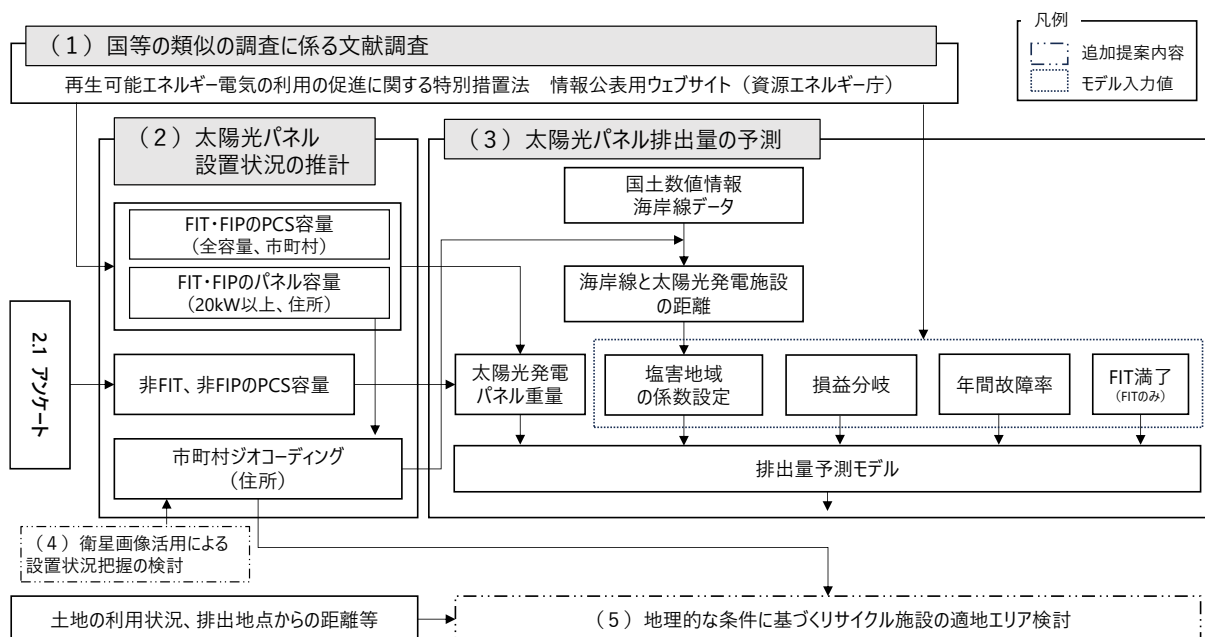 凡例
追加提案内容
モデル入力値
（１）国等の類似の調査に係る文献調査
再生可能エネルギー電気の利用の促進に関する特別措置法　情報公表用ウェブサイト（資源エネルギー庁）
（２）太陽光パネル
設置状況の推計
FIT・FIPのPCS容量
（全容量、市町村）
FIT・FIPのパネル容量
（20kW以上、住所）
2.1 アンケート
非FIT、非FIPのPCS容量
市町村ジオコーディング
（住所）
（３）太陽光パネル排出量の予測
国土数値情報
海岸線データ
海岸線と太陽光発電施設
の距離
太陽光発電
パネル重量
塩害地域
の係数設定
損益分岐
年間故障率
FIT満了
（FITのみ）
排出量予測モデル
（４）衛星画像活用による
設置状況把握の検討
土地の利用状況、排出地点からの距離等
（５）地理的な条件に基づくリサイクル施設の適地エリア検討